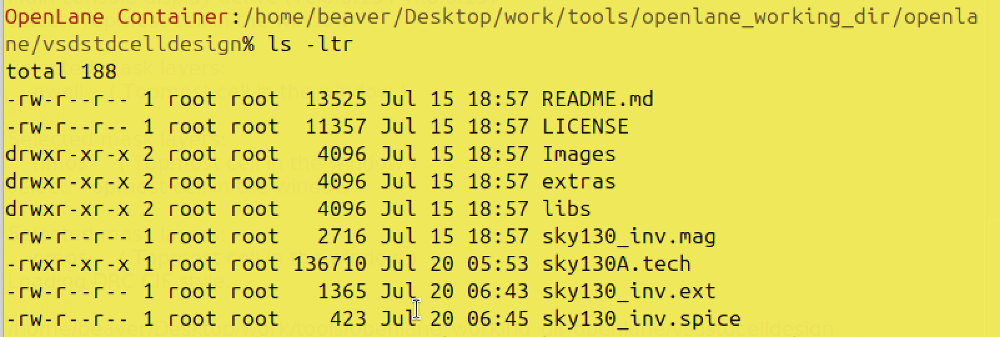 OpenLane Container:/home/beaver/Desktop/work/tools/openlane_working_dir/openla
ne/vsdstdcelldesign% ls -ltr
total 188
-rw-r--r-- 1 root root  13525 Jul 15 18:57 README.md
-rw-r--r-- 1 root root  11357 Jul 15 18:57 LICENSE
drwxr-xr-x 2 root root   4096 Jul 15 18:57 Images
drwxr-xr-x 2 root root   4096 Jul 15 18:57 extras
drwxr-xr-x 2 root root   4096 Jul 15 18:57 libs
-rw-r--r-- 1 root root   2716 Jul 15 18:57 sky130_inv.mag
-rwxr-xr-x 1 root root 136710 Jul 20 05:53 sky130A.tech
-rw-r--r-- 1 root root   1365 Jul 20 06:43 sky130_inv.ext
-rw-r--r-- 1 root root    423 Jul 20 06:45 sky130_inv.spice